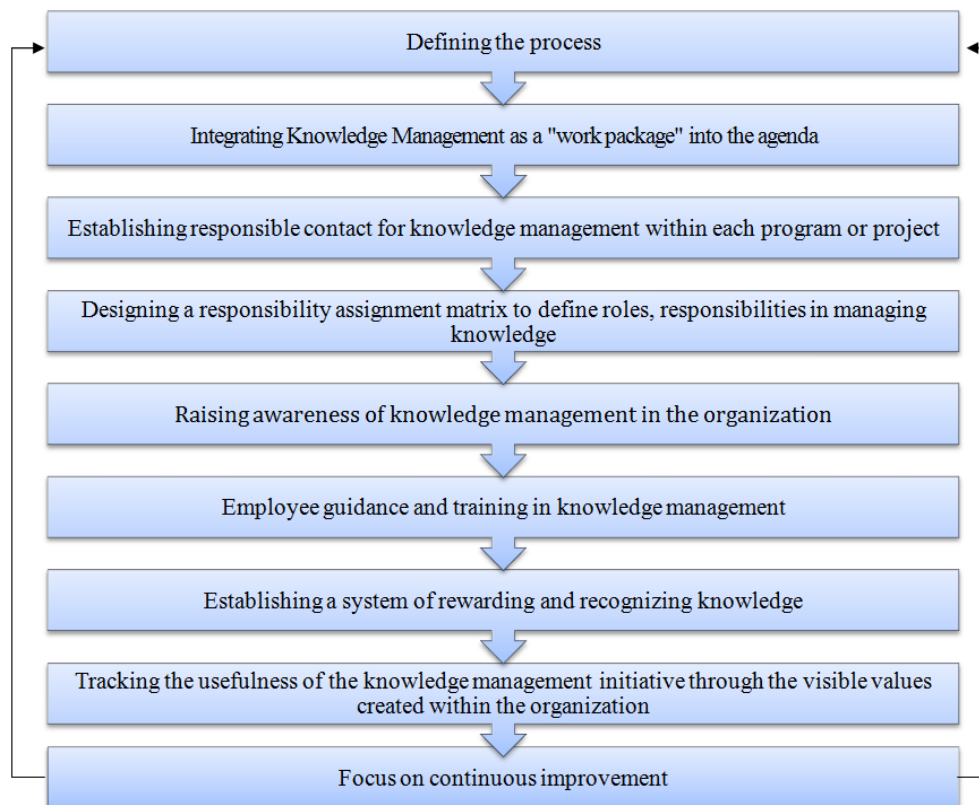 Defining the process
Integrating Knowledge Management as a "work package" into the agenda
Establishing responsible contact for knowledge management within each program or project
Designing a responsibility assignment matrix to define roles, responsibilities in managing
knowledge
Raising awareness of knowledge management in the organization
Employee guidance and training in knowledge management
Establishing a system of rewarding and recognizing knowledge
Tracking the usefulness of the knowledge management initiative through the visible values
created within the organization
Focus on continuous improvement